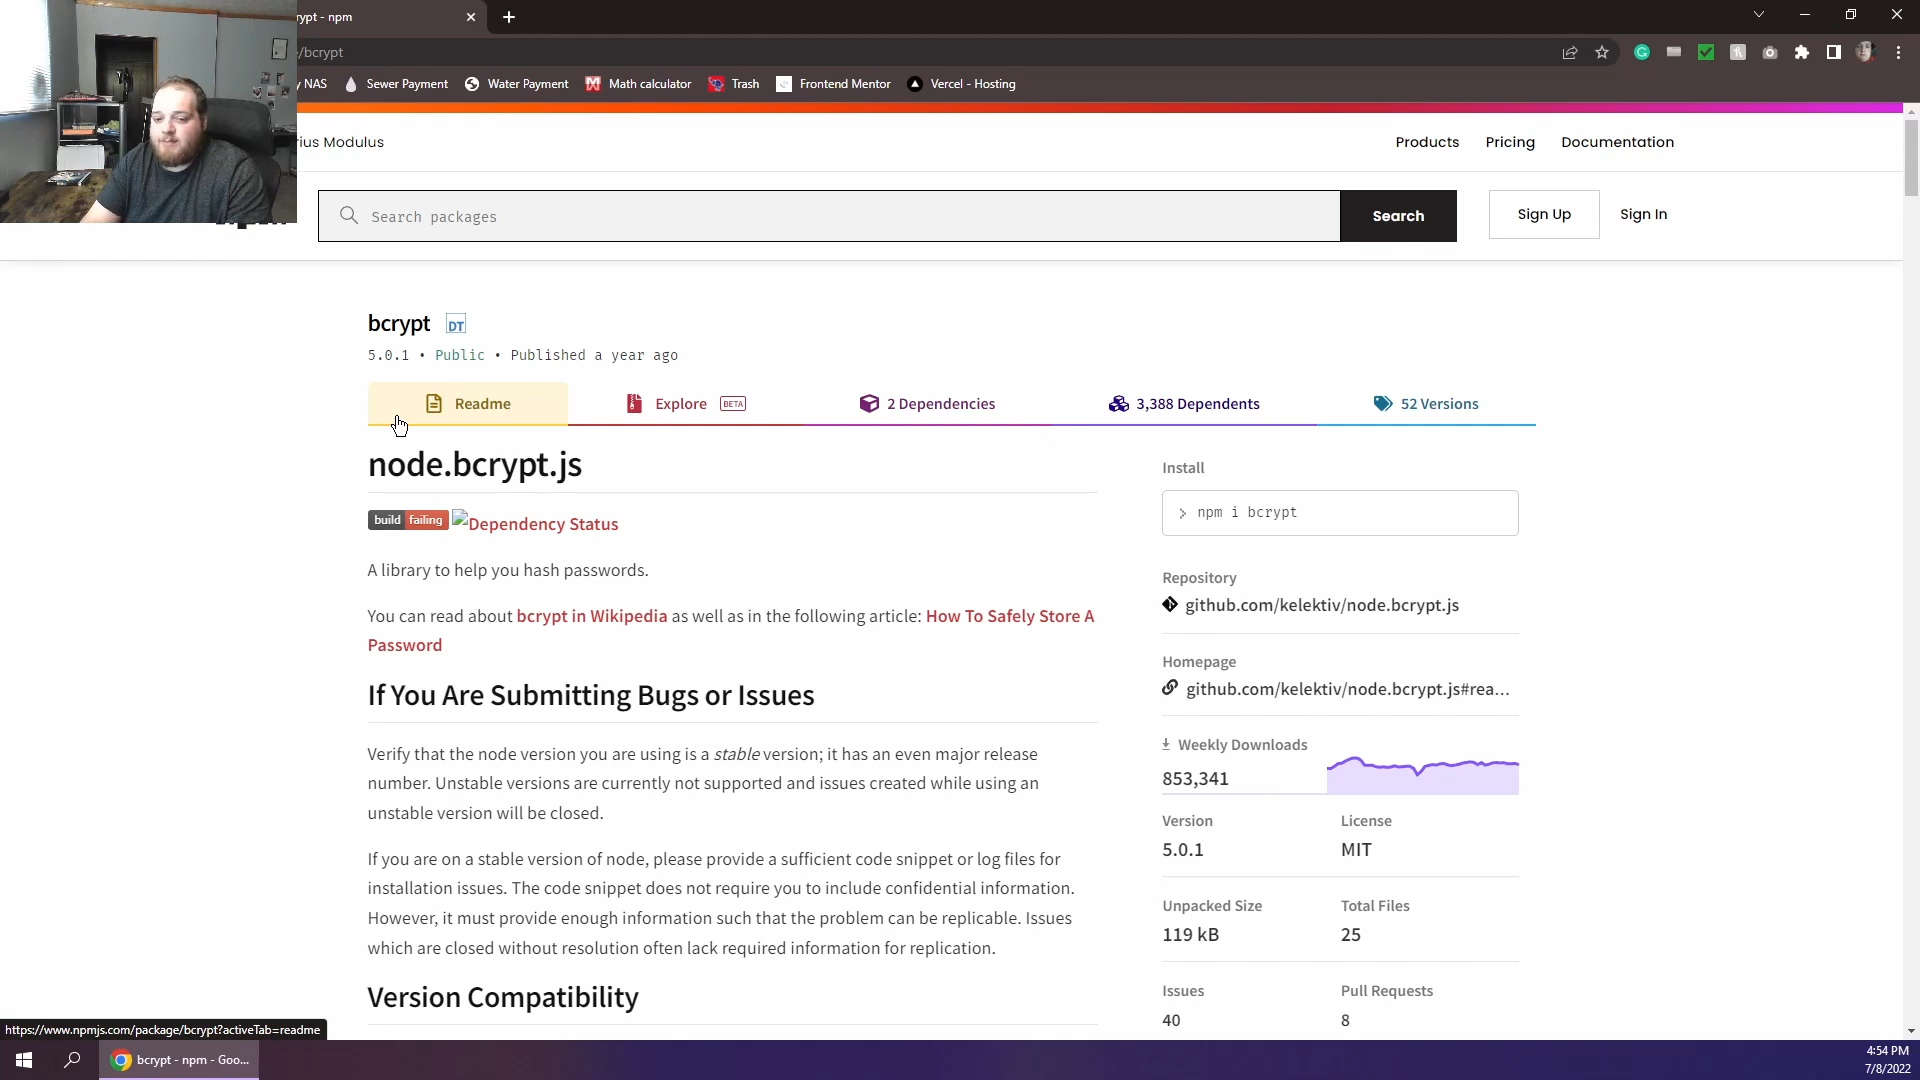 rypt - npm
/bcrypt
y NAS
Sewer Payment
Water Payment
Math calculator
Trash
Frontend Mentor
Vercel - Hosting
rius Modulus
Products
Pricing
Documentation
Search packages
Search
Sign Up
Sign In
bcrypt DT
5.0.1 • Public • Published a year ago
Readme
Explore BETA
2 Dependencies
3,388 Dependents
52 Versions
node.bcrypt.js
build failing Dependency Status
A library to help you hash passwords.
You can read about bcrypt in Wikipedia as well as in the following article: How To Safely Store A
Password
If You Are Submitting Bugs or Issues
Verify that the node version you are using is a stable version; it has an even major release
number. Unstable versions are currently not supported and issues created while using an
unstable version will be closed.
If you are on a stable version of node, please provide a sufficient code snippet or log files for
installation issues. The code snippet does not require you to include confidential information.
However, it must provide enough information such that the problem can be replicable. Issues
which are closed without resolution often lack required information for replication.
Version Compatibility
Install
> npm i bcrypt
Repository
github.com/kelektiv/node.bcrypt.js
Homepage
github.com/kelektiv/node.bcrypt.js#rea...
Weekly Downloads
853,341
Version
5.0.1
License
MIT
Unpacked Size
119 kB
Total Files
25
Issues
40
Pull Requests
8
https://www.npmjs.com/package/bcrypt?activeTab=readme
bcrypt - npm - Goo...
4:54 PM
7/8/2022